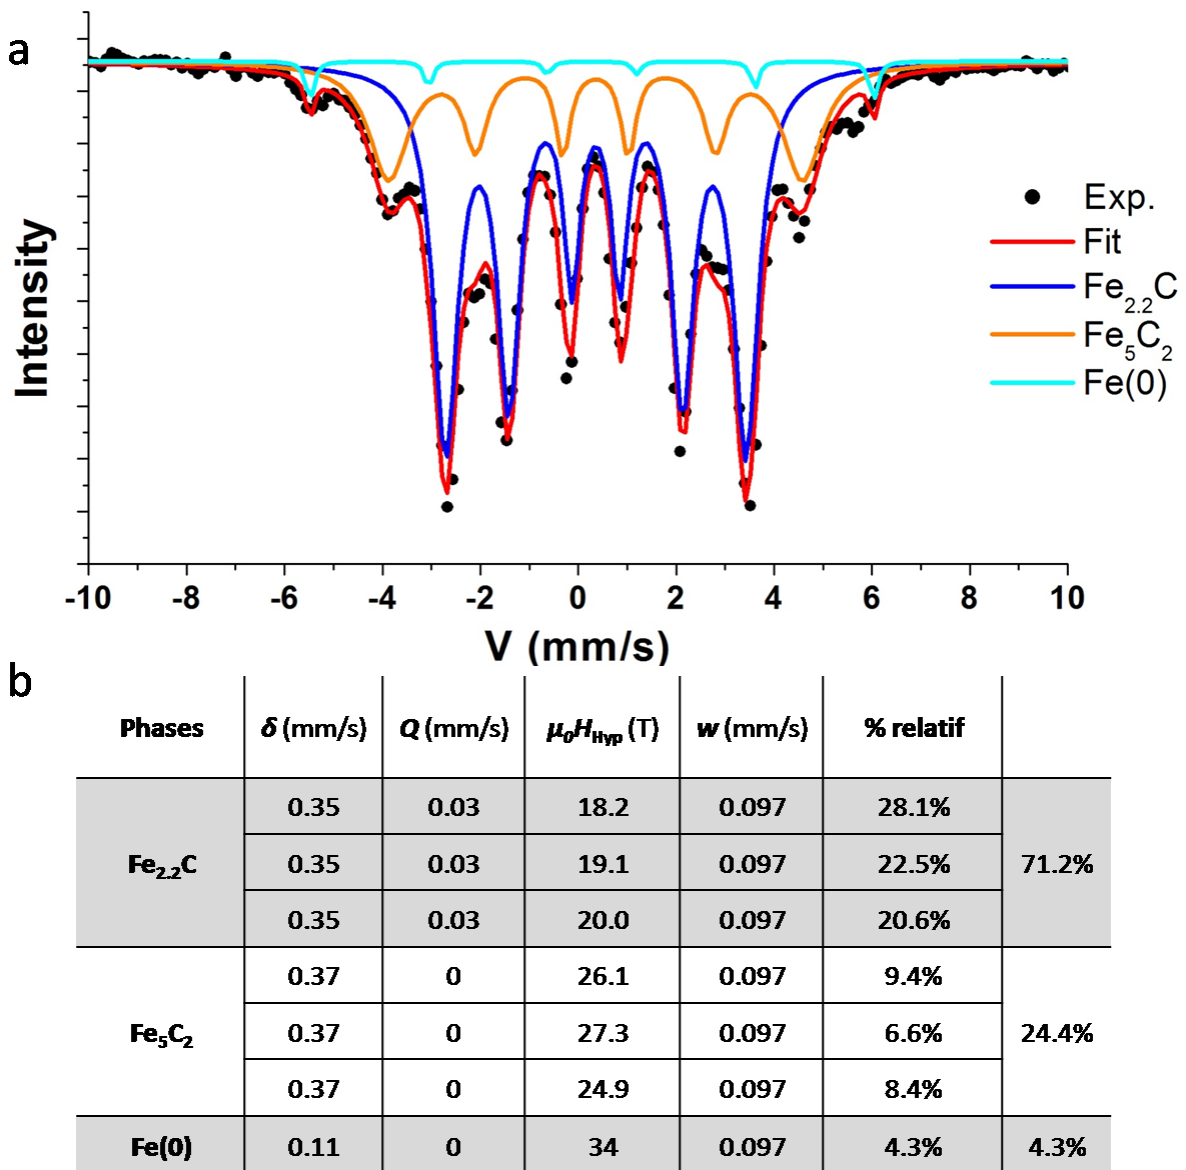 a
Intensity
Exp.
Fit
Fe2.2C
Fe5C2
Fe(0)
-10 -8 -6 -4 -2 0 2 4 6 8 10
V (mm/s)
b
Phases δ (mm/s) Q (mm/s) μ0HHyp (T) w (mm/s) % relatif
0.35 0.03 18.2 0.097 28.1%
Fe2.2C 0.35 0.03 19.1 0.097 22.5% 71.2%
0.35 0.03 20.0 0.097 20.6%
0.37 0 26.1 0.097 9.4%
Fe5C2 0.37 0 27.3 0.097 6.6% 24.4%
0.37 0 24.9 0.097 8.4%
Fe(0) 0.11 0 34 0.097 4.3% 4.3%